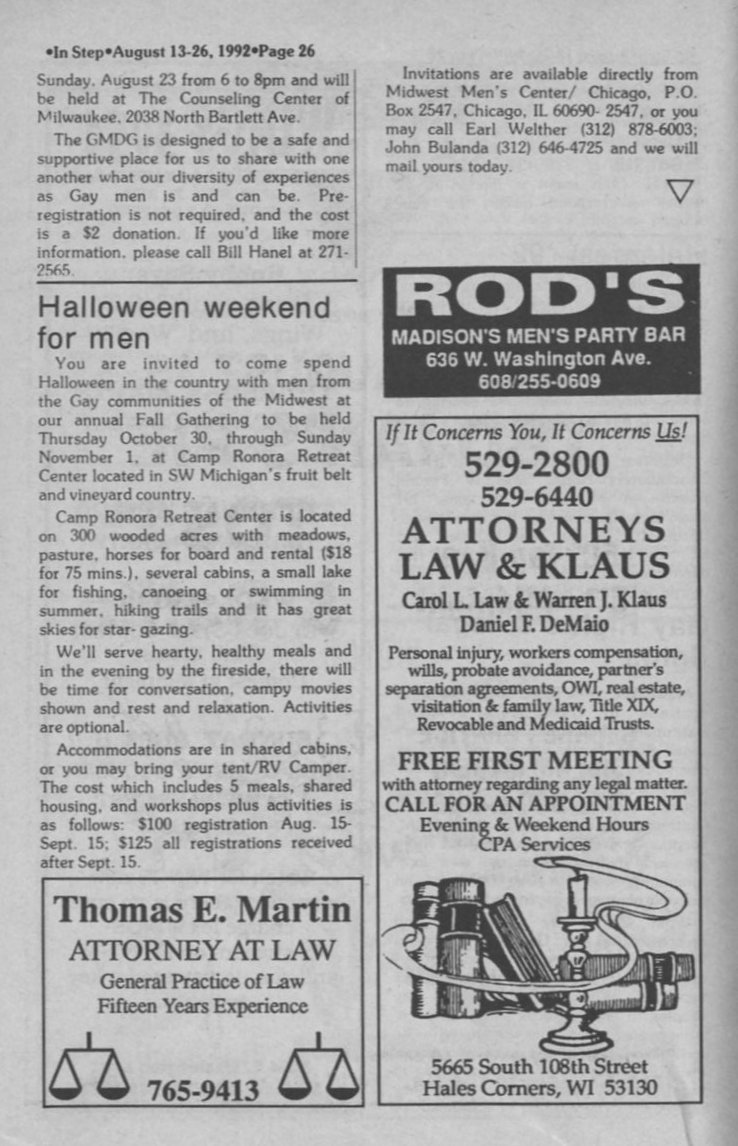 •In Step•August 13-26, 1992•Page 26
Sunday, August 23 from 6 to 8pm and will
be held at The Counseling Center of
Milwaukee, 2038 North Bartlett Ave.
The GMDG is designed to be a safe and
supportive place for us to share with one
another what our diversity of experiences
as Gay men is and can be. Pre-
registration is not required, and the cost
is a $2 donation. If you'd like more
information, please call Bill Hanel at 271-
2565.
Halloween weekend
for men
You are invited to come spend
Halloween in the country with men from
the Gay communities of the Midwest at
our annual Fall Gathering to be held
Thursday October 30, through Sunday
November 1, at Camp Ronora Retreat
Center located in SW Michigan's fruit belt
and vineyard country.
Camp Ronora Retreat Center is located
on 300 wooded acres with meadows,
pasture, horses for board and rental ($18
for 75 mins.), several cabins, a small lake
for fishing, canoeing or swimming in
summer, hiking trails and it has great
skies for star- gazing.
We'll serve hearty, healthy meals and
in the evening by the fireside, there will
be time for conversation, campy movies
shown and rest and relaxation. Activities
are optional.
Accommodations are in shared cabins,
or you may bring your tent/RV Camper.
The cost which includes 5 meals, shared
housing, and workshops plus activities is
as follows: $100 registration Aug. 15-
Sept. 15; $125 all registrations received
after Sept. 15.
Thomas E. Martin
ATTORNEY AT LAW
General Practice of Law
Fifteen Years Experience
765-9413
Invitations are available directly from
Midwest Men's Center/ Chicago, P.O.
Box 2547, Chicago, IL 60690- 2547, or you
may call Earl Welther (312) 878-6003;
John Bulanda (312) 646-4725 and we will
mail yours today.
ROD'S
MADISON'S MEN'S PARTY BAR
636 W. Washington Ave.
608/255-0609
If It Concerns You, It Concerns Us!
529-2800
529-6440
ATTORNEYS
LAW & KLAUS
Carol L. Law & Warren J. Klaus
Daniel F. DeMaio
Personal injury, workers compensation,
wills, probate avoidance, partner's
separation agreements, OWI, real estate,
visitation & family law, Title XIX,
Revocable and Medicaid Trusts.
FREE FIRST MEETING
with attorney regarding any legal matter.
CALL FOR AN APPOINTMENT
Evening & Weekend Hours
CPA Services
5665 South 108th Street
Hales Corners, WI 53130